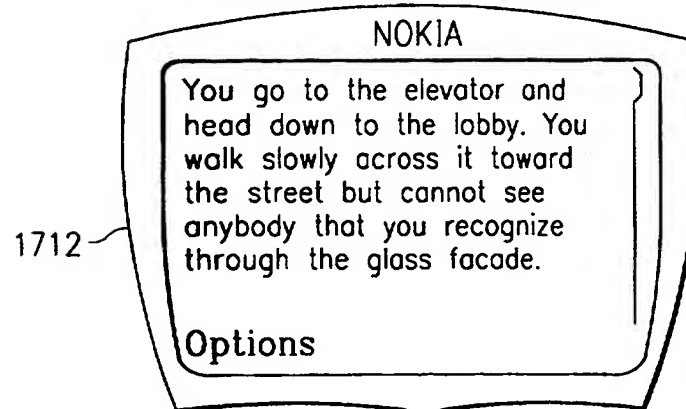 NOKIA
You go to the elevator and
head down to the lobby. You
walk slowly across it toward
the street but cannot see
anybody that you recognize
through the glass facade.
1712
Options